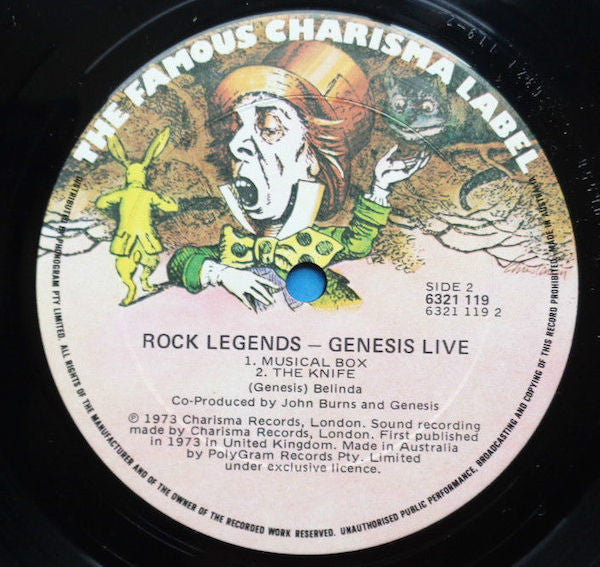 THE FAMOUS CHARISMA LABEL
SIDE 2
6321 119
6321 119 2
ROCK LEGENDS – GENESIS LIVE
1. MUSICAL BOX
2. THE KNIFE
(Genesis) Belinda
Co-Produced by John Burns and Genesis
℗ 1973 Charisma Records, London. Sound recording
made by Charisma Records, London. First published
in 1973 in United Kingdom. Made in Australia
by PolyGram Records Pty. Limited
under exclusive licence.
DISTRIBUTED BY PHONOGRAM PTY LIMITED. ALL RIGHTS OF THE MANUFACTURER AND OF THE OWNER OF THE RECORDED WORK RESERVED. UNAUTHORISED PUBLIC PERFORMANCE, BROADCASTING AND COPYING OF THIS RECORD PROHIBITED. MADE IN AUSTRALIA